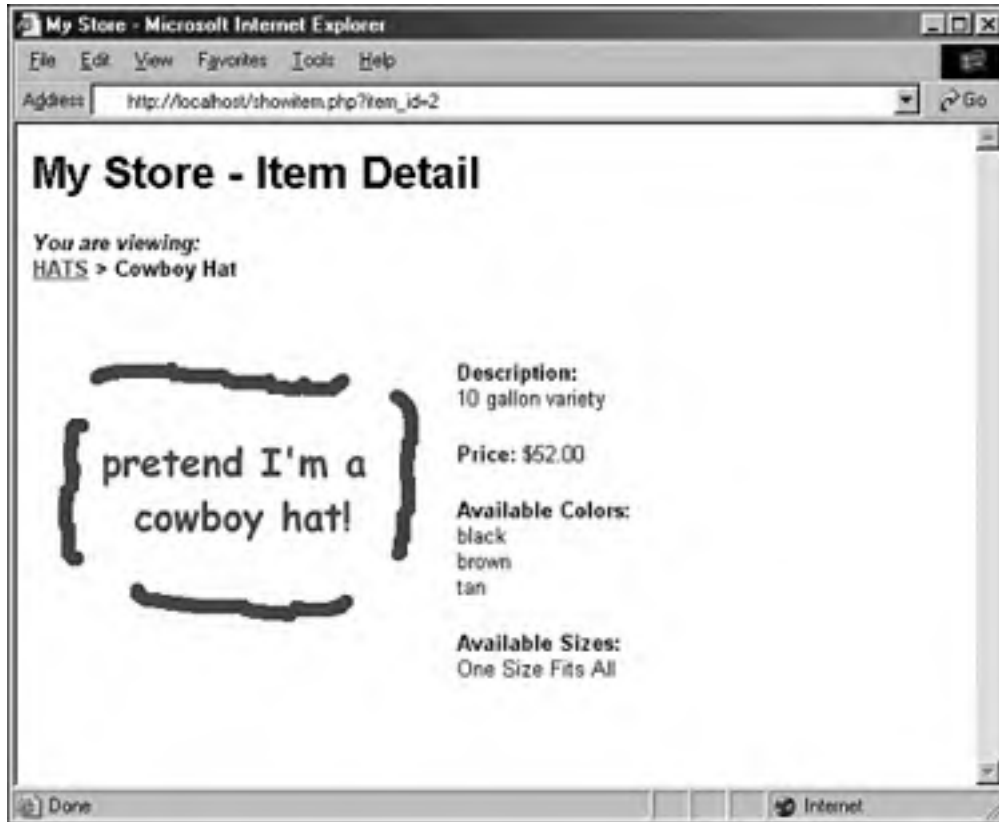 My Store - Microsoft Internet Explorer
File Edit View Favorites Tools Help
Address http://localhost/showitem.php?item_id=2 Go
My Store - Item Detail
You are viewing:
HATS > Cowboy Hat
pretend I'm a
cowboy hat!
Description:
10 gallon variety
Price: $52.00
Available Colors:
black
brown
tan
Available Sizes:
One Size Fits All
Done Internet